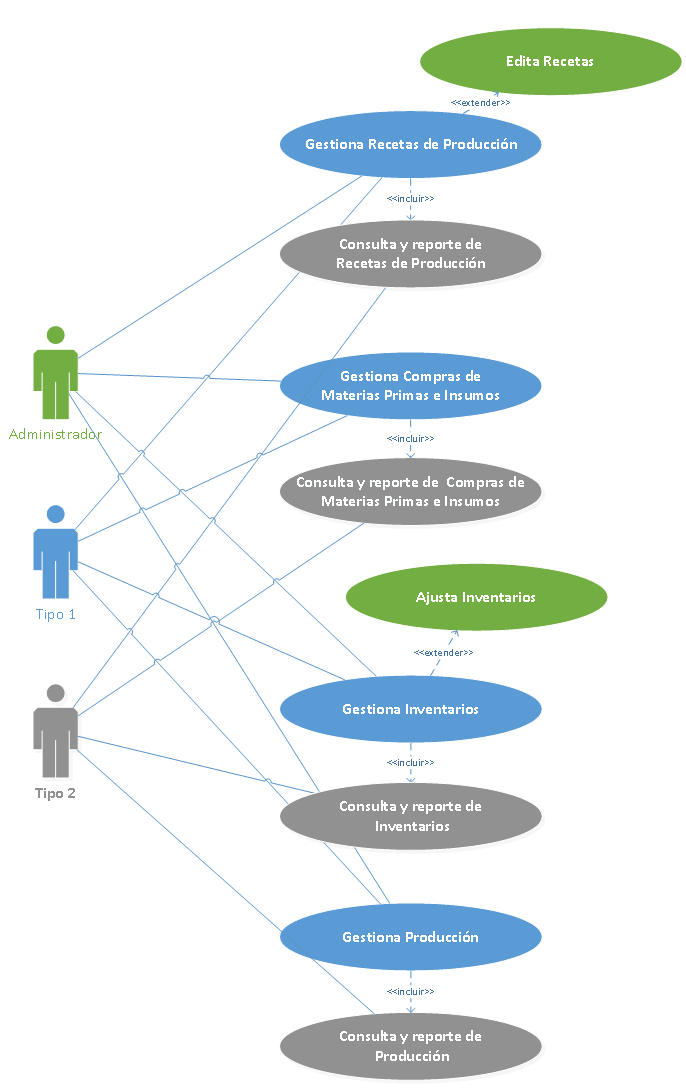 Edita Recetas
<<extender>>
Gestiona Recetas de Producción
<<incluir>>
Consulta y reporte de
Recetas de Producción
Administrador
Gestiona Compras de
Materias Primas e Insumos
<<incluir>>
Consulta y reporte de Compras de
Materias Primas e Insumos
Tipo 1
Ajusta Inventarios
<<extender>>
Gestiona Inventarios
<<incluir>>
Tipo 2
Consulta y reporte de
Inventarios
Gestiona Producción
<<incluir>>
Consulta y reporte de
Producción